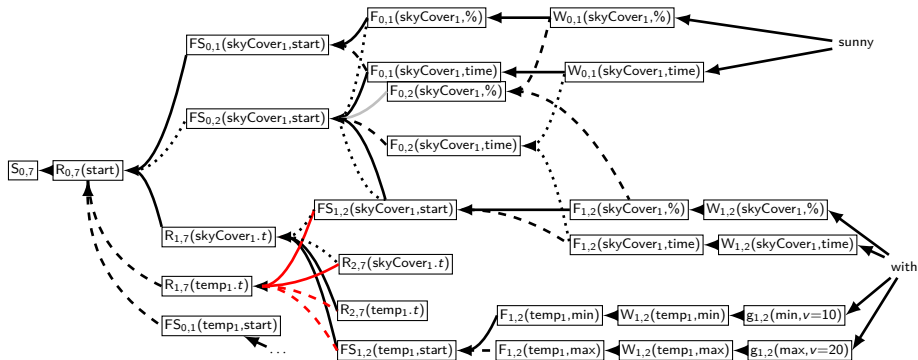 F0,1(skyCover1,%)
W0,1(skyCover1,%)
FS0,1(skyCover1,start)
sunny
F0,1(skyCover1,time)
W0,1(skyCover1,time)
F0,2(skyCover1,%)
FS0,2(skyCover1,start)
F0,2(skyCover1,time)
S0,7
R0,7(start)
FS1,2(skyCover1,start)
F1,2(skyCover1,%)
W1,2(skyCover1,%)
R1,7(skyCover1.t)
F1,2(skyCover1,time)
W1,2(skyCover1,time)
R2,7(skyCover1.t)
with
R1,7(temp1.t)
R2,7(temp1.t)
F1,2(temp1,min)
W1,2(temp1,min)
g1,2(min,v=10)
FS0,1(temp1,start)
...
FS1,2(temp1,start)
F1,2(temp1,max)
W1,2(temp1,max)
g1,2(max,v=20)